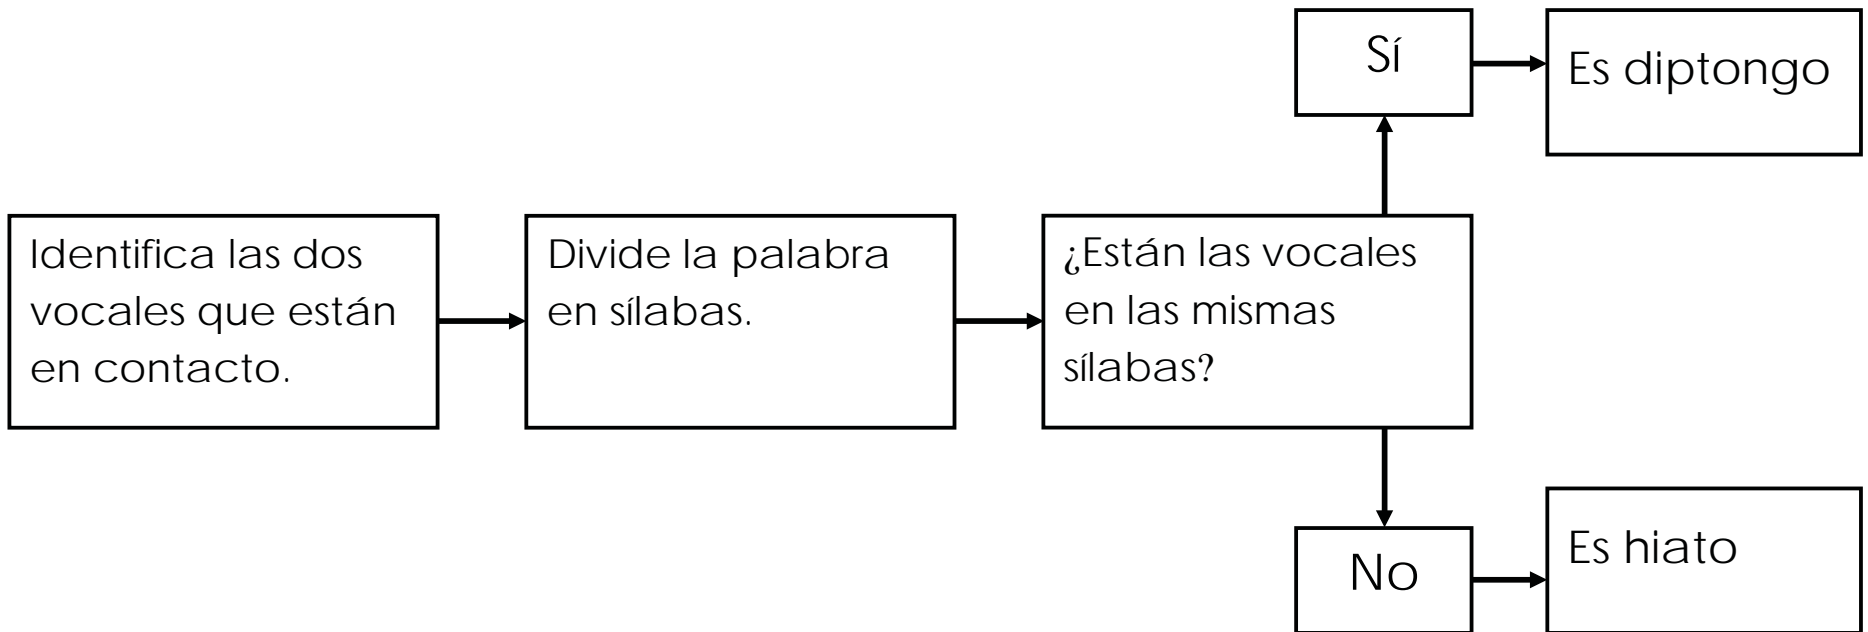 Sí
Es diptongo
Identifica las dos
vocales que están
en contacto.
Divide la palabra
en sílabas.
¿Están las vocales
en las mismas
sílabas?
No
Es hiato